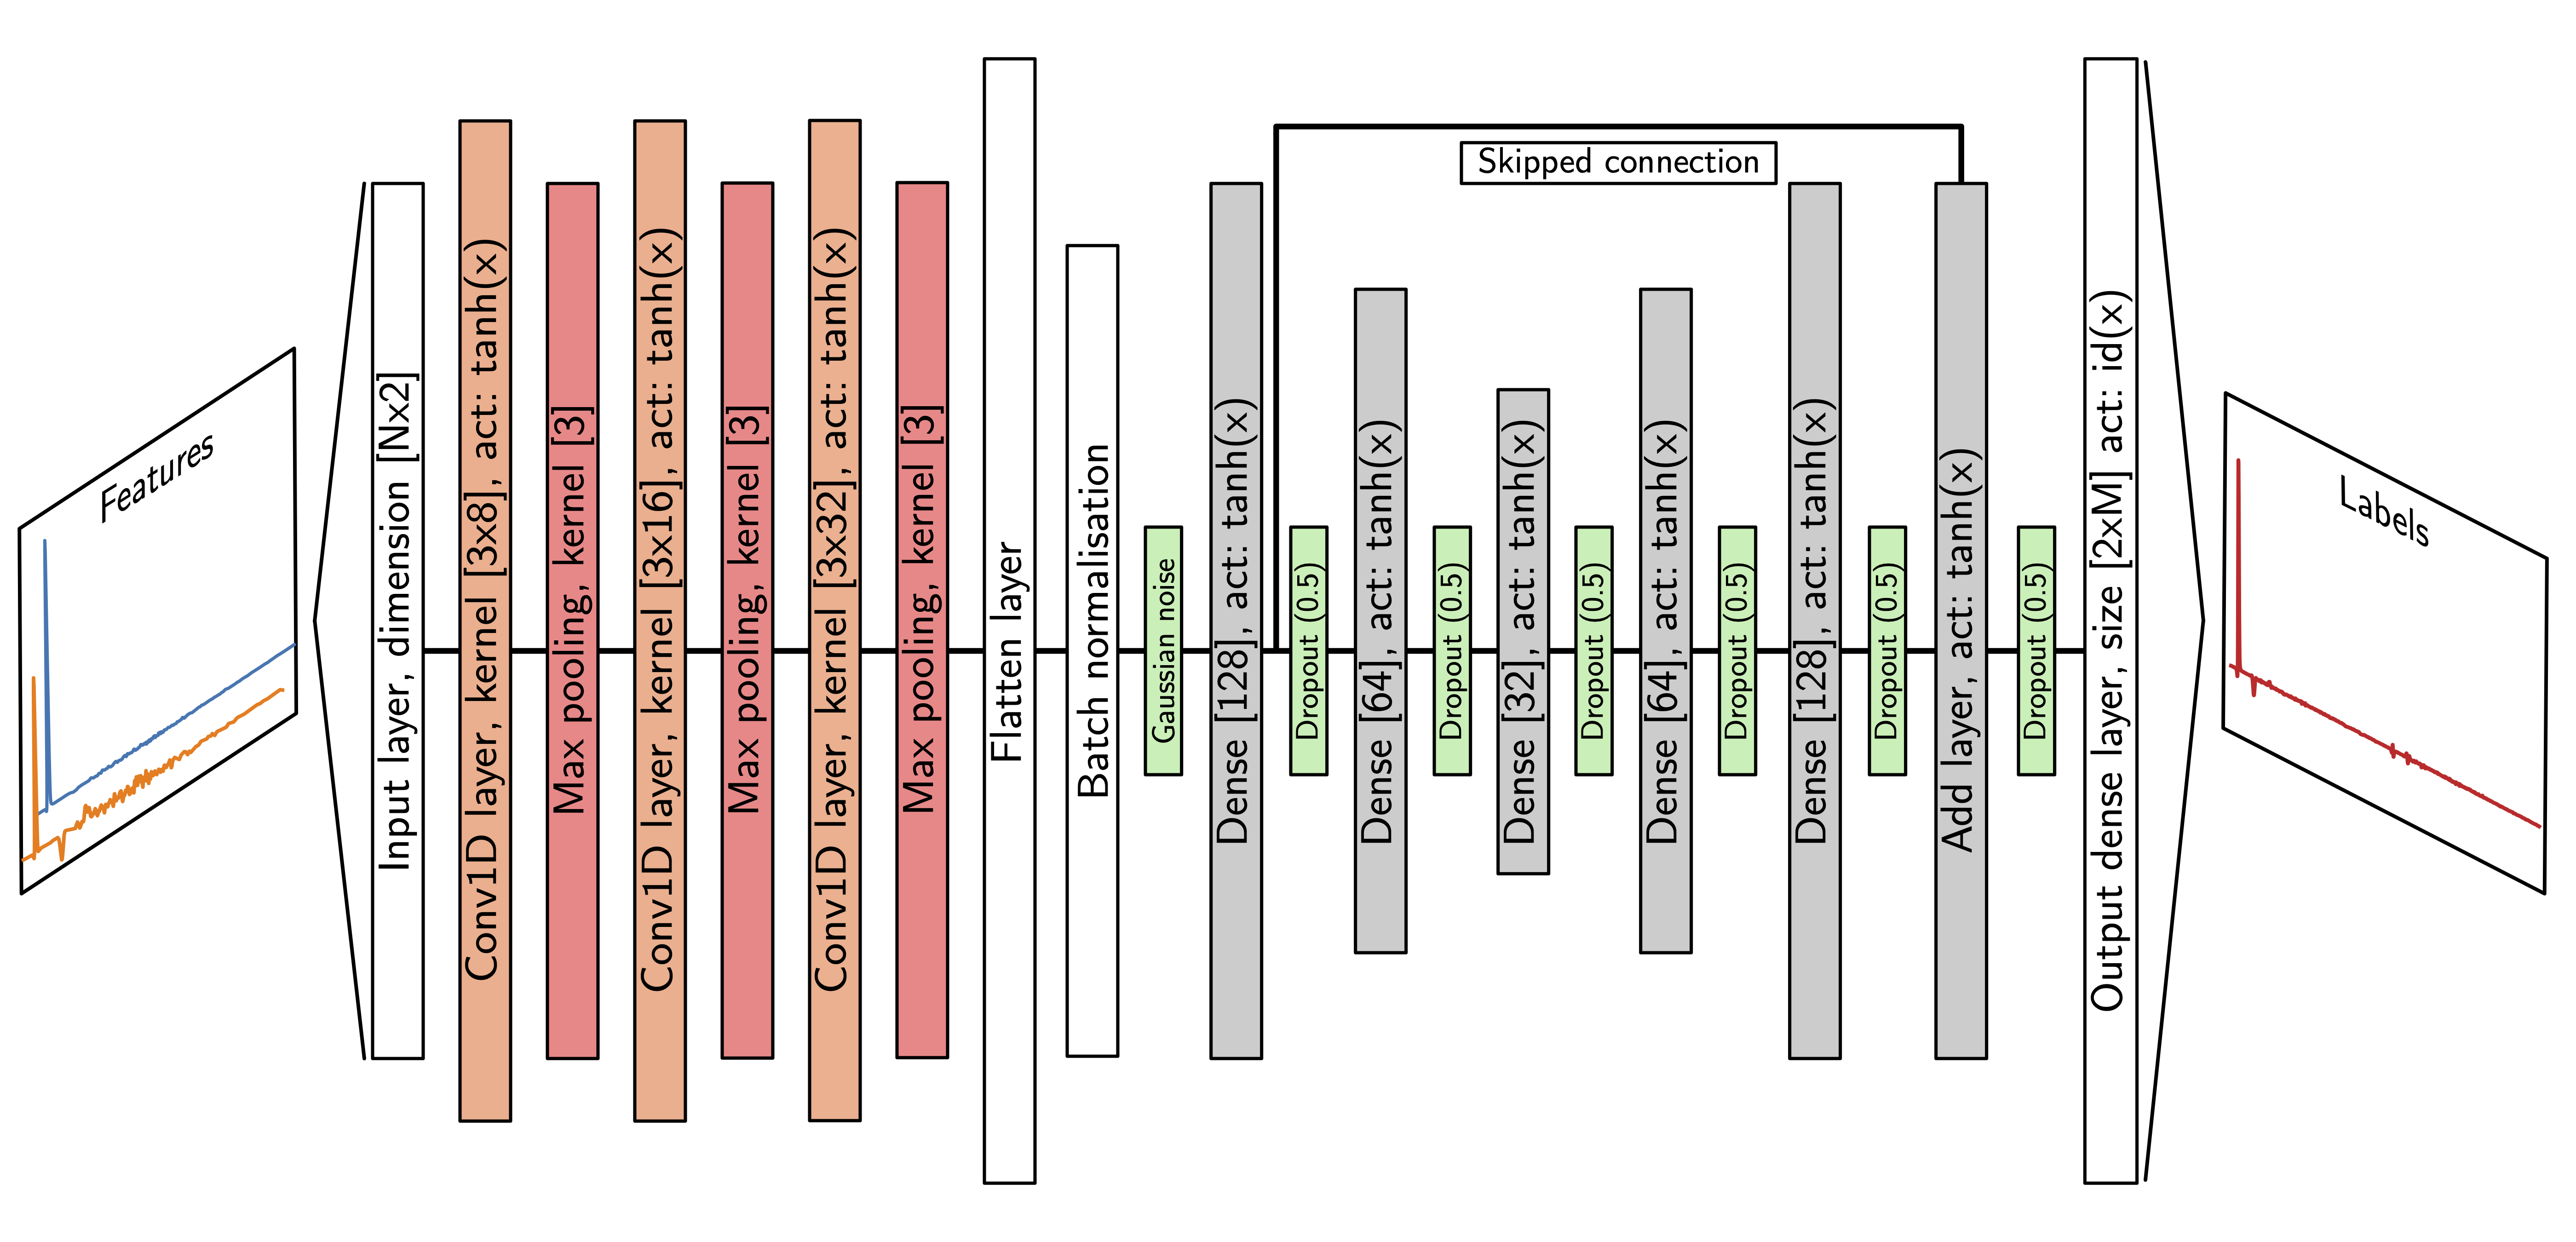 Features
Input layer, dimension [Nx2]
Conv1D layer, kernel [3x8], act: tanh(x)
Max pooling, kernel [3]
Conv1D layer, kernel [3x16], act: tanh(x)
Max pooling, kernel [3]
Conv1D layer, kernel [3x32], act: tanh(x)
Max pooling, kernel [3]
Flatten layer
Batch normalisation
Gaussian noise
Dense [128], act: tanh(x)
Skipped connection
Dropout (0.5)
Dense [64], act: tanh(x)
Dropout (0.5)
Dense [32], act: tanh(x)
Dropout (0.5)
Dense [64], act: tanh(x)
Dropout (0.5)
Dense [128], act: tanh(x)
Dropout (0.5)
Add layer, act: tanh(x)
Dropout (0.5)
Output dense layer, size [2xM] act: id(x)
Labels